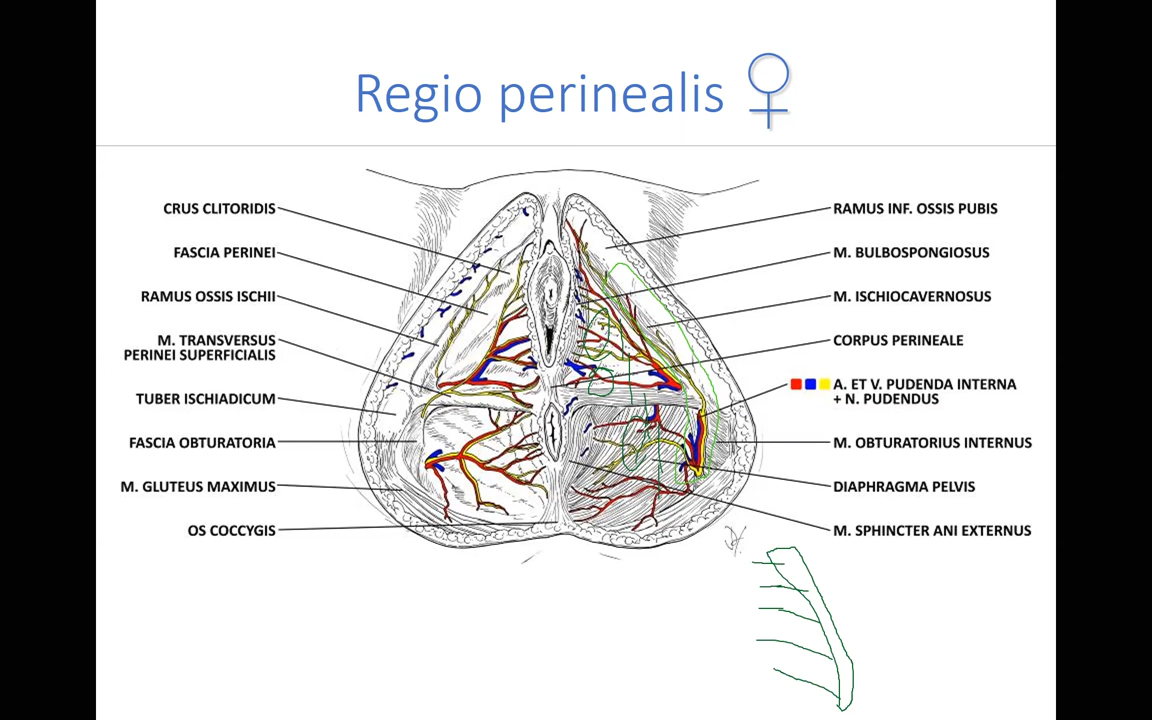 Regio perinealis ♀
CRUS CLITORIDIS
FASCIA PERINEI
RAMUS OSSIS ISCHII
M. TRANSVERSUS
PERINEI SUPERFICIALIS
TUBER ISCHIADICUM
FASCIA OBTURATORIA
M. GLUTEUS MAXIMUS
OS COCCYGIS
RAMUS INF. OSSIS PUBIS
M. BULBOSPONGIOSUS
M. ISCHIOCAVERNOSUS
CORPUS PERINEALE
A. ET V. PUDENDA INTERNA
+ N. PUDENDUS
M. OBTURATORIUS INTERNUS
DIAPHRAGMA PELVIS
M. SPHINCTER ANI EXTERNUS